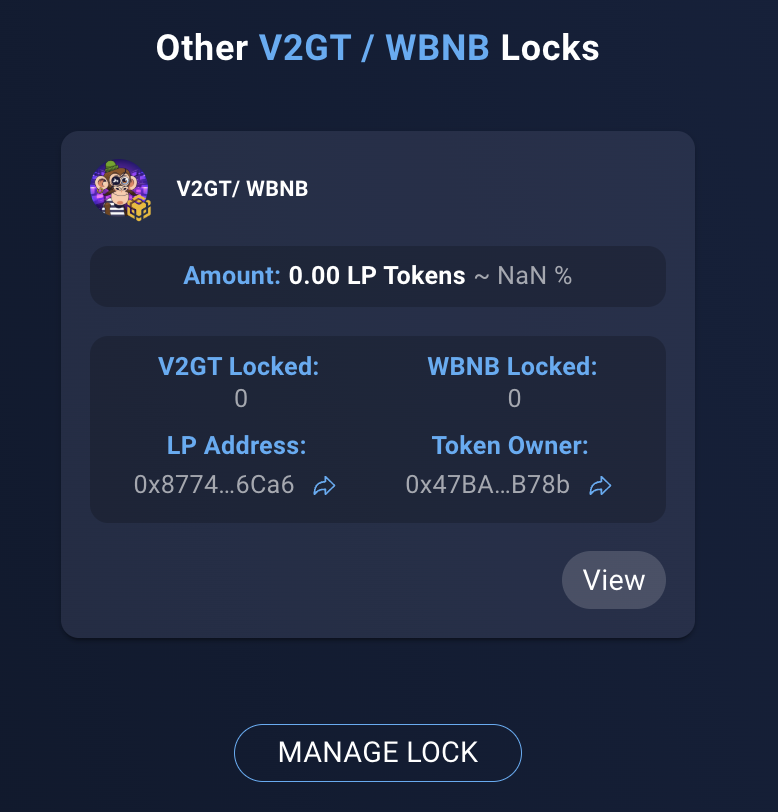 Other V2GT / WBNB Locks
V2GT/ WBNB
Amount: 0.00 LP Tokens ~ NaN %
V2GT Locked: WBNB Locked:
0 0
LP Address: Token Owner:
0x8774...6Ca6 0x47BA...B78b
View
MANAGE LOCK